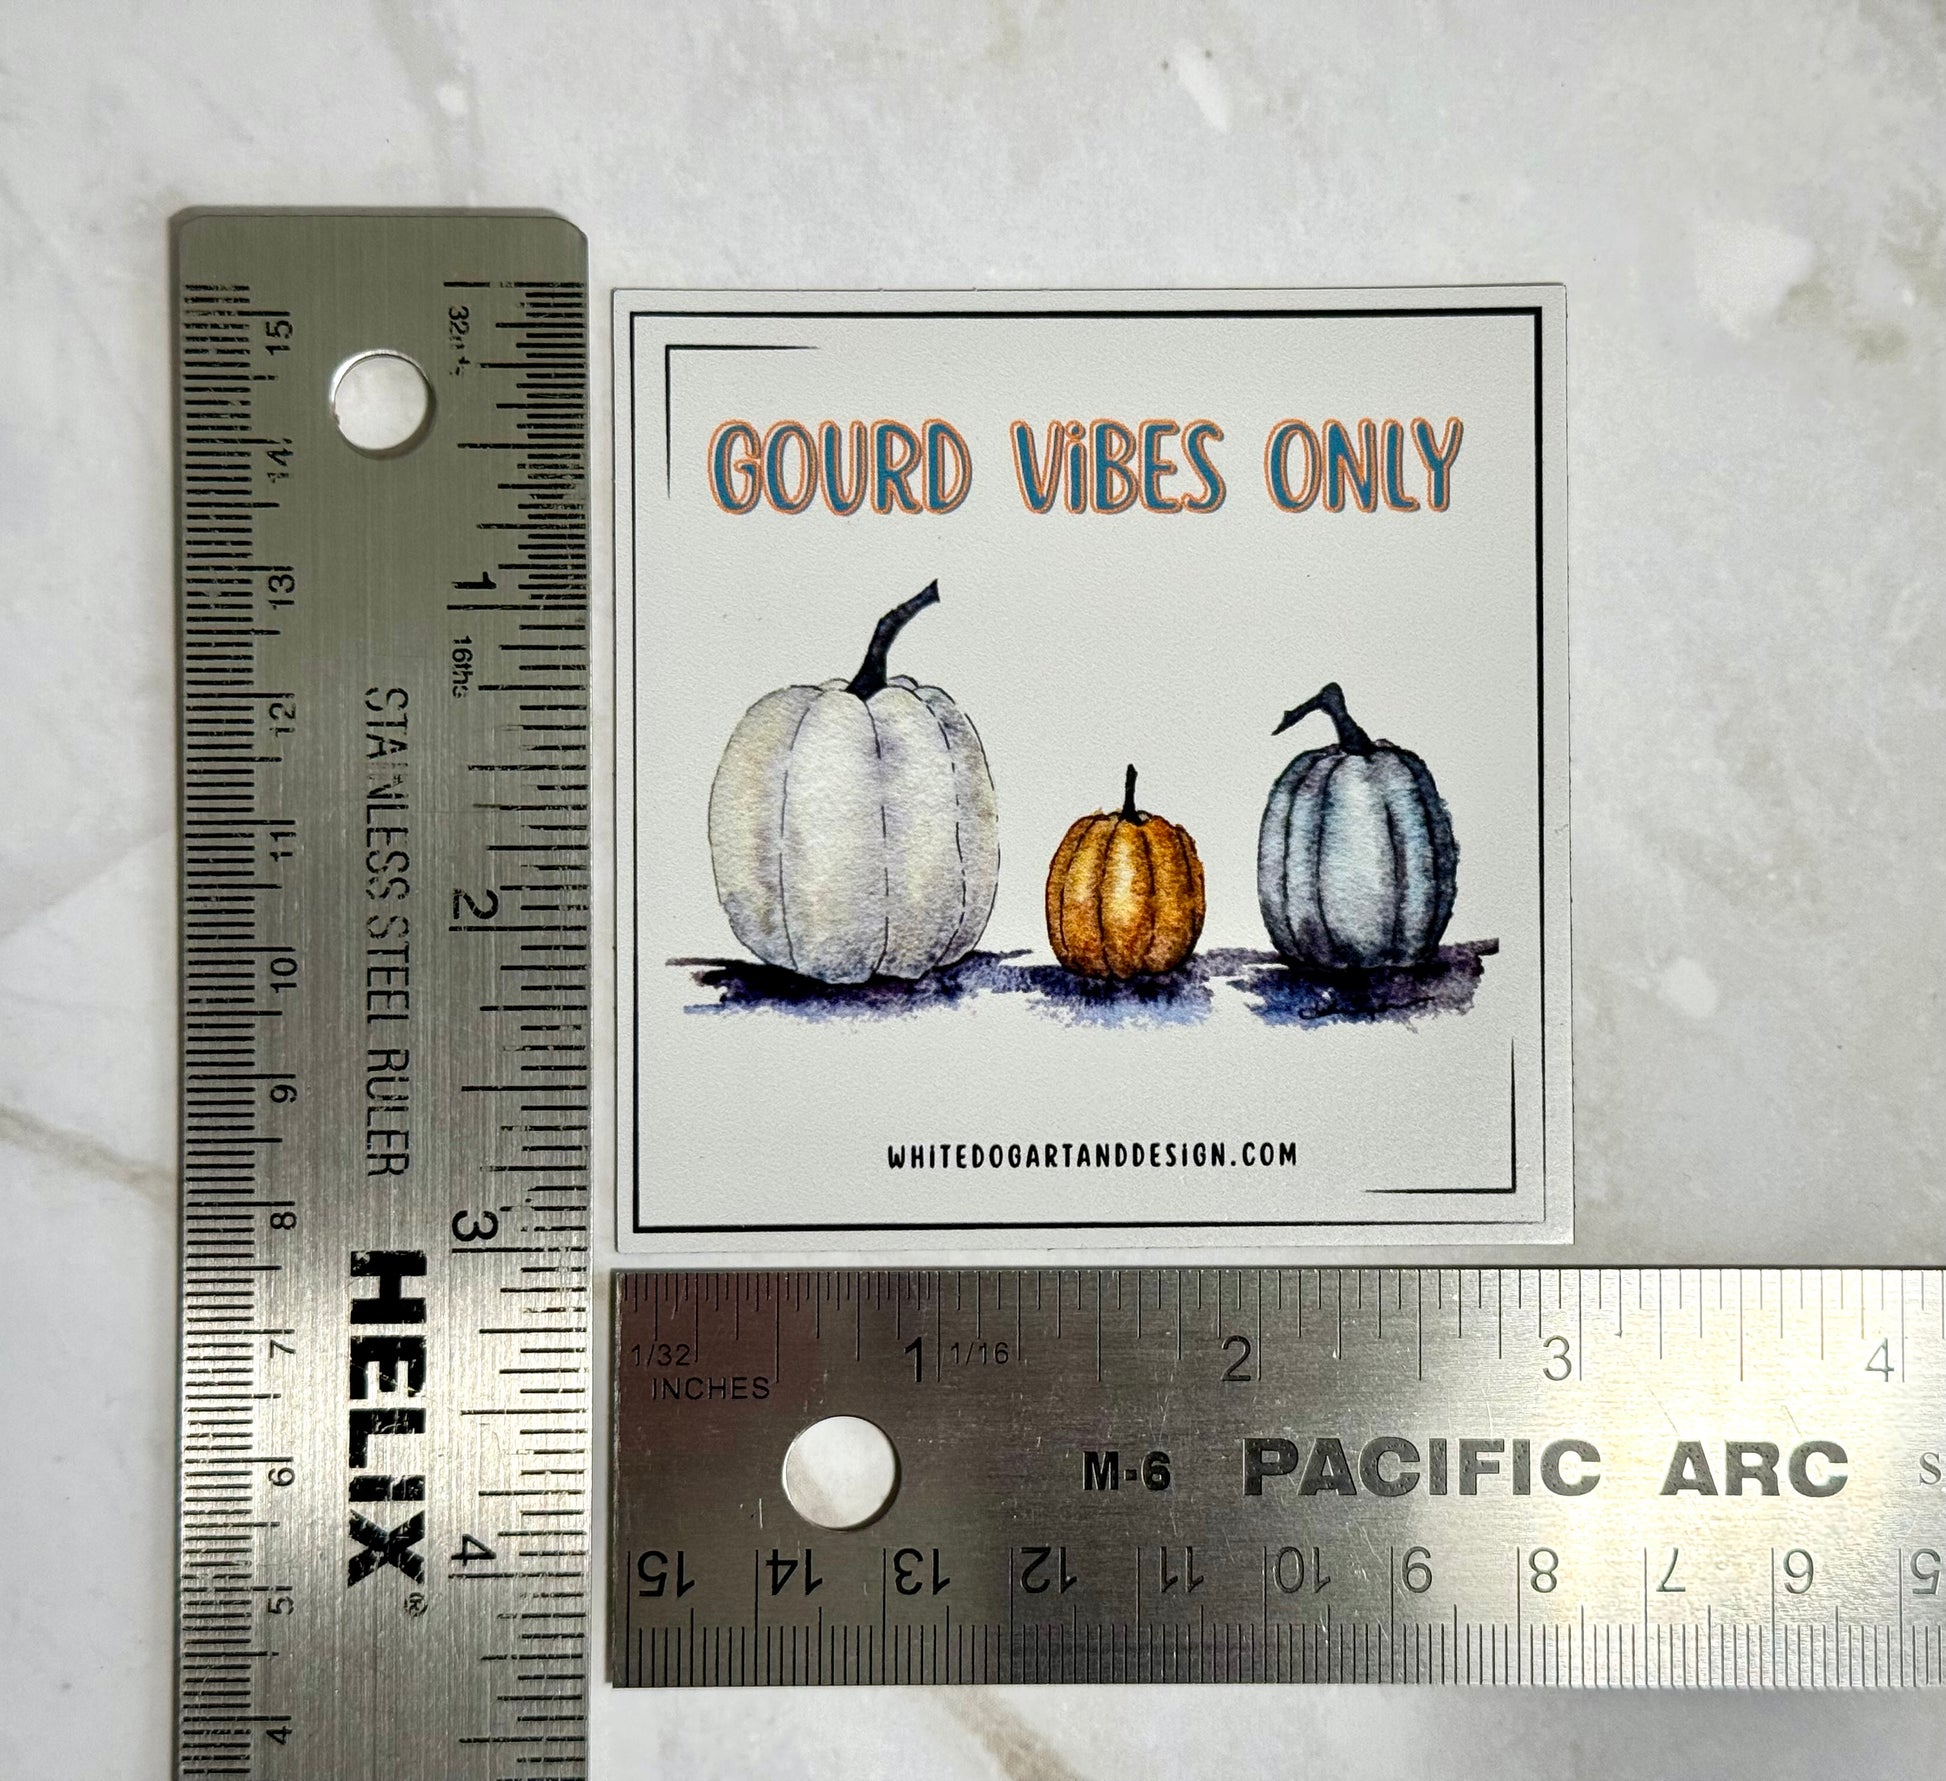 GOURD ViBES ONLY
WHITEDOGARTANDDESIGN.COM
32nds
1
16ths
2
3
4
15
14
13
12
11
10
9
8
7
6
5
4
STAINLESS STEEL RULER
HELIX®
1/32
INCHES
1
1/16
2
3
4
M-6 PACIFIC ARC S
15 14 13 12 11 10 9 8 7 6 5